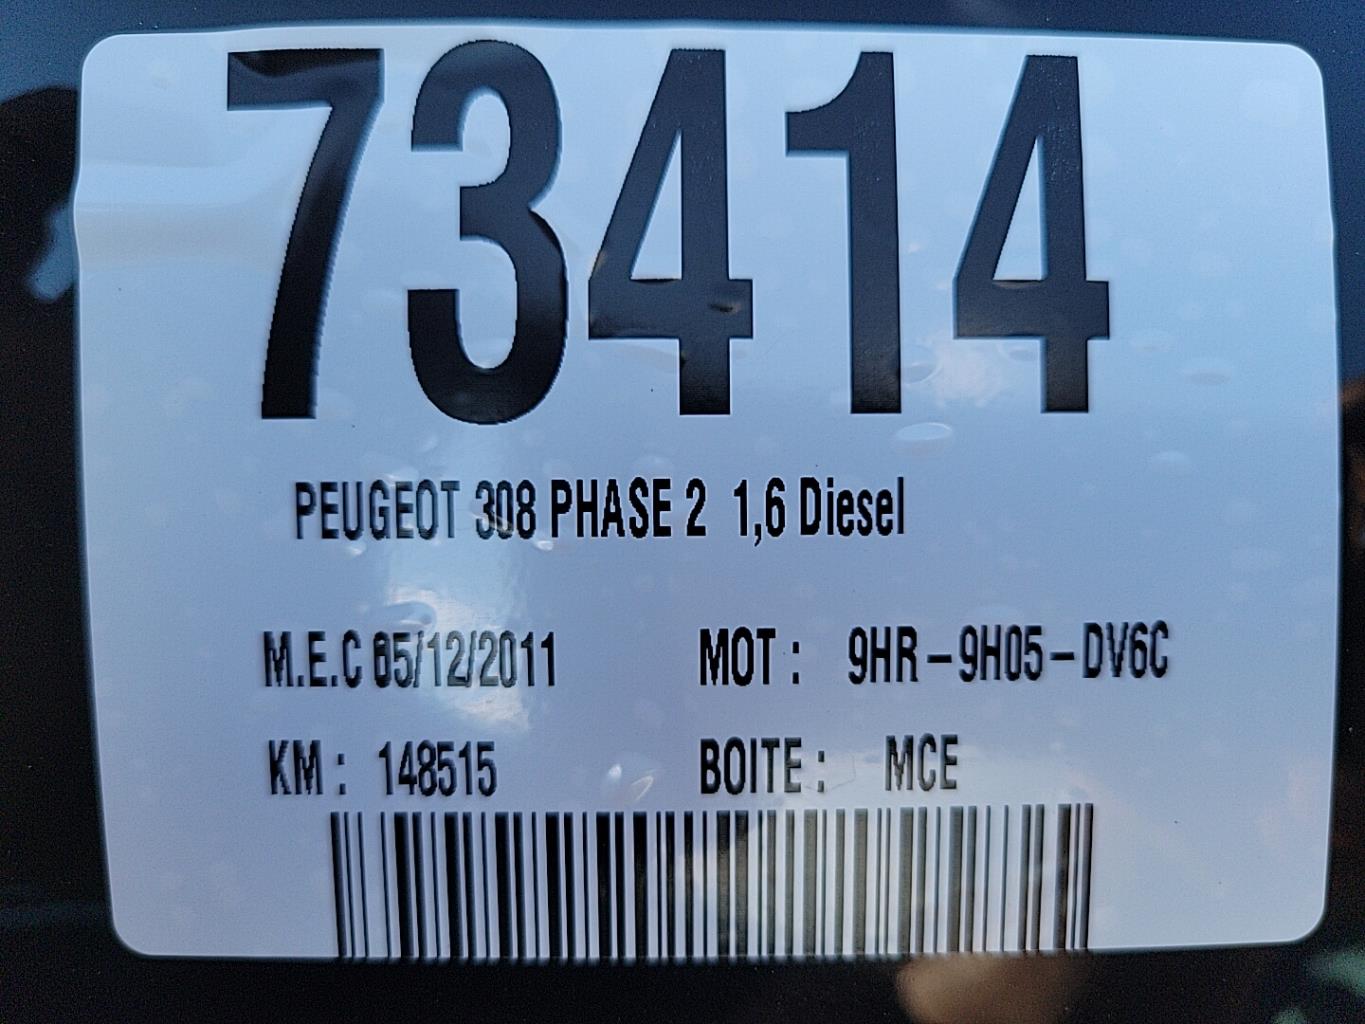 73414
PEUGEOT 308 PHASE 2 1,6 Diesel
M.E.C 05/12/2011
MOT : 9HR-9H05-DV6C
KM : 148515
BOITE : MCE